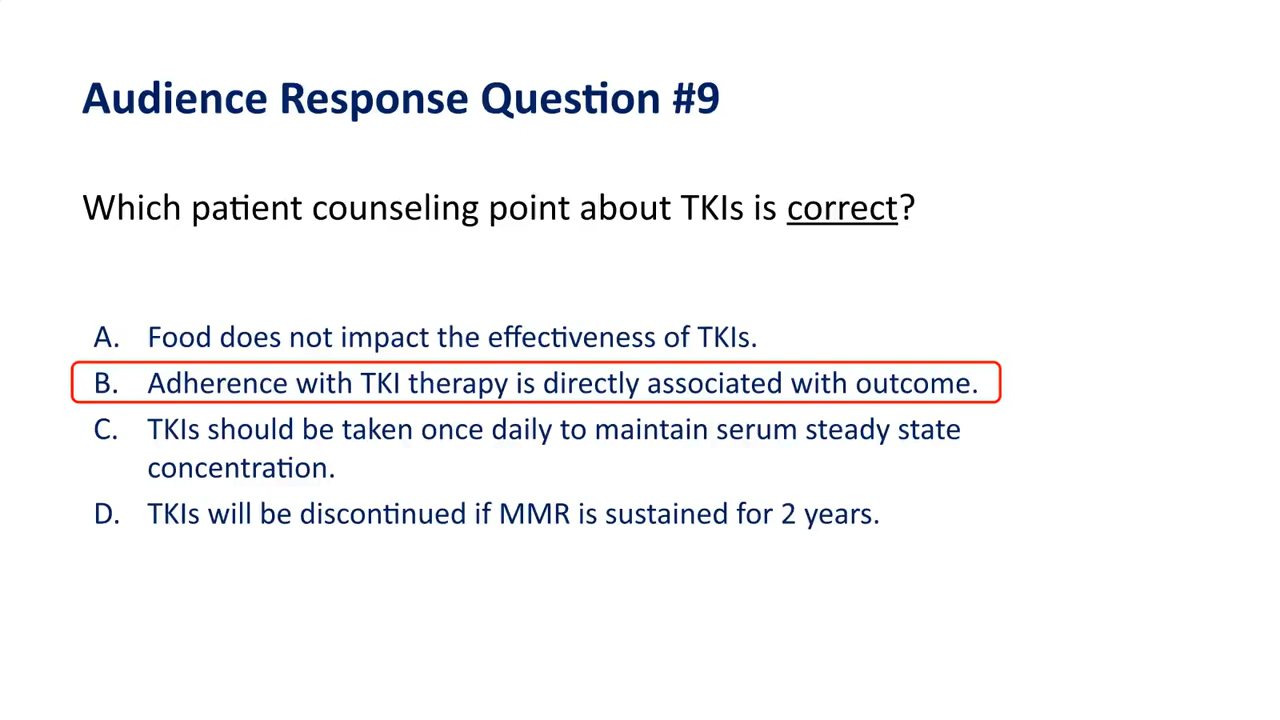 Audience Response Question #9
Which patient counseling point about TKIs is correct?
A. Food does not impact the effectiveness of TKIs.
B. Adherence with TKI therapy is directly associated with outcome.
C. TKIs should be taken once daily to maintain serum steady state
concentration.
D. TKIs will be discontinued if MMR is sustained for 2 years.